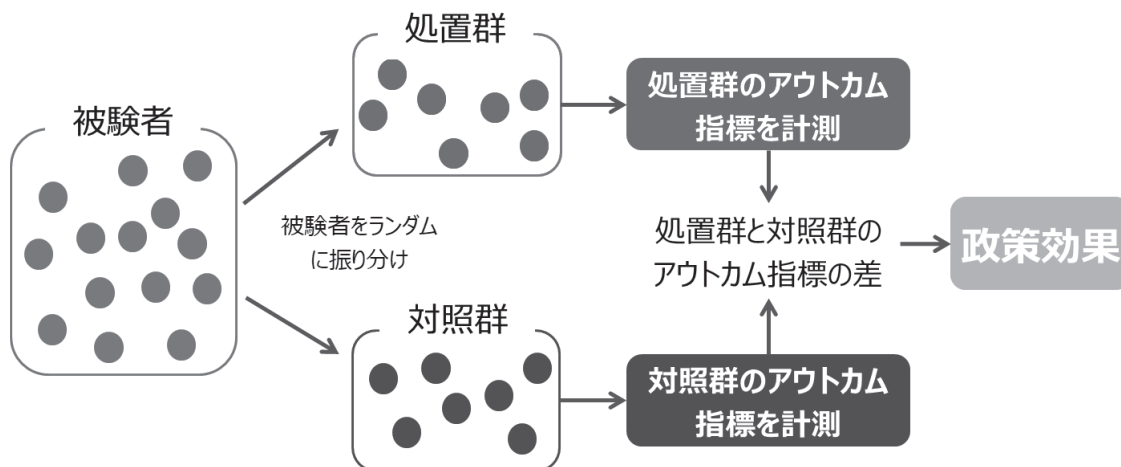 被験者
処置群
被験者をランダム
に振り分け
対照群
処置群のアウトカム
指標を計測
処置群と対照群の
アウトカム指標の差
対照群のアウトカム
指標を計測
政策効果